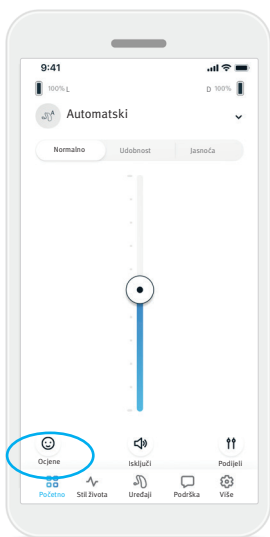 9:41
100% L D 100%
A
Automatski
Normalno Udobnost Jasnoća
Ocjene Isključi Podijeli
Početno Stil života Uređaji Podrška Više